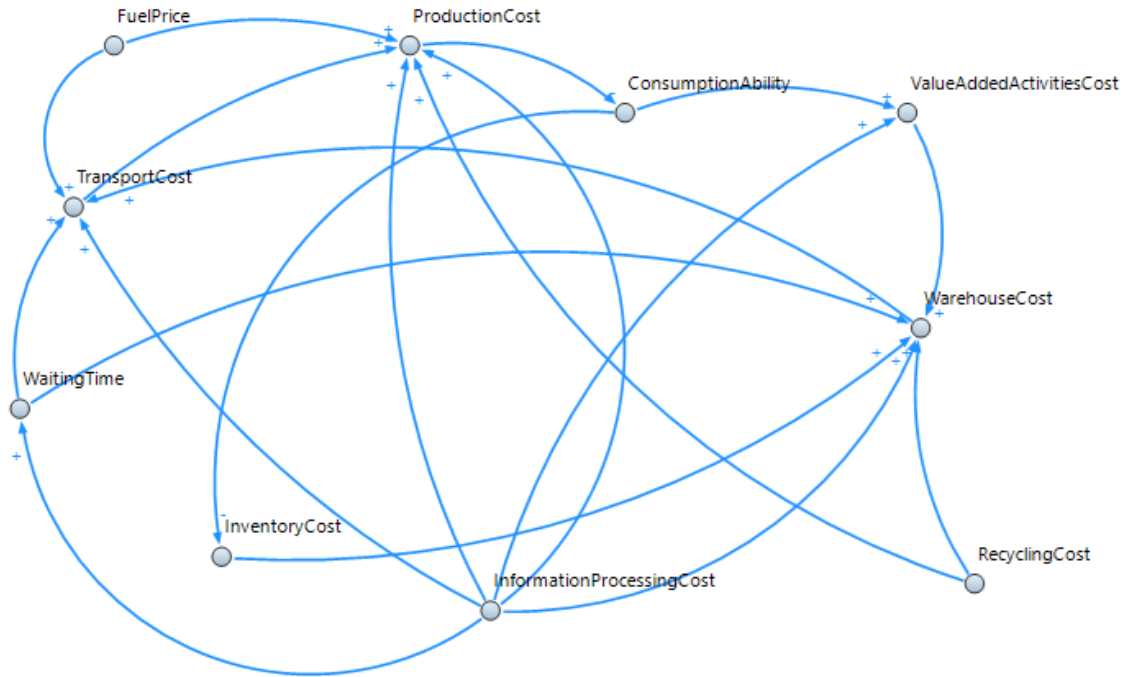 FuelPrice
ProductionCost
ConsumptionAbility
ValueAddedActivitiesCost
TransportCost
WarehouseCost
WaitingTime
InventoryCost
RecyclingCost
InformationProcessingCost